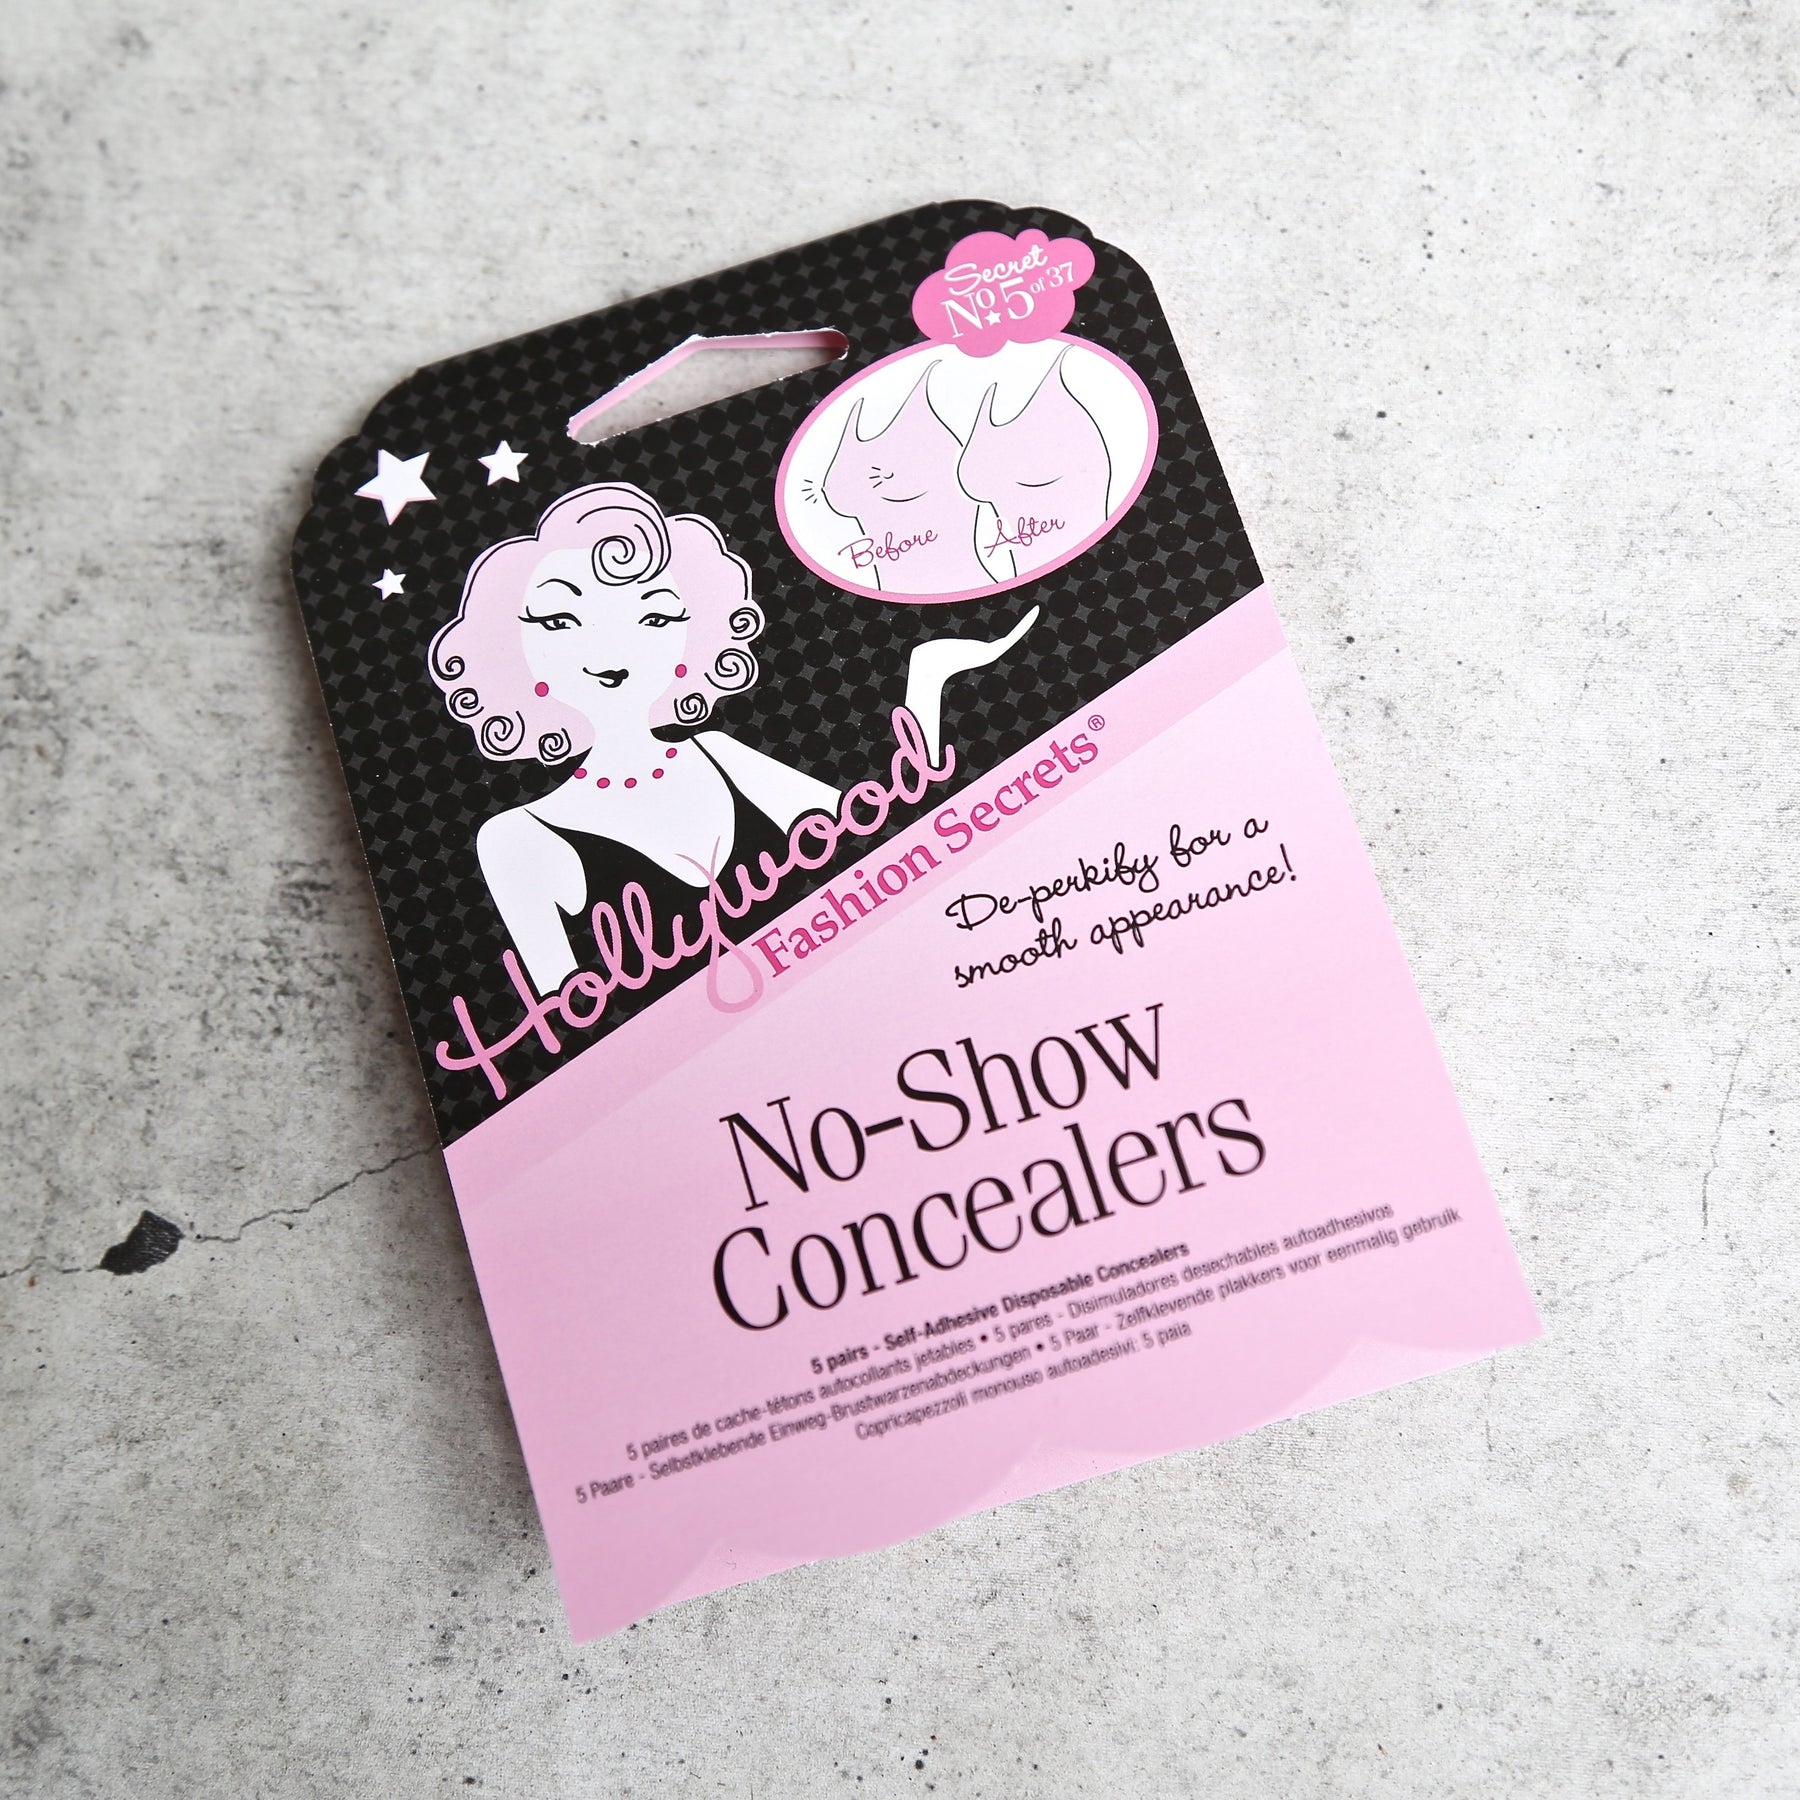 Secret
No. 5 of 37
Before
After
Hollywood
Fashion Secrets®
De-perkify for a
smooth appearance!
No-Show
Concealers
5 pairs - Self-Adhesive Disposable Concealers
5 paires de cache-tétons autocollants jetables • 5 pares - Disimuladores desechables autoadhesivos
5 Paare - Selbstklebende Einweg-Brustwarzenabdeckungen • 5 Paar - Zelfklevende plakkers voor eenmalig gebruik
Copricapezzoli monouso autoadesivi: 5 paia